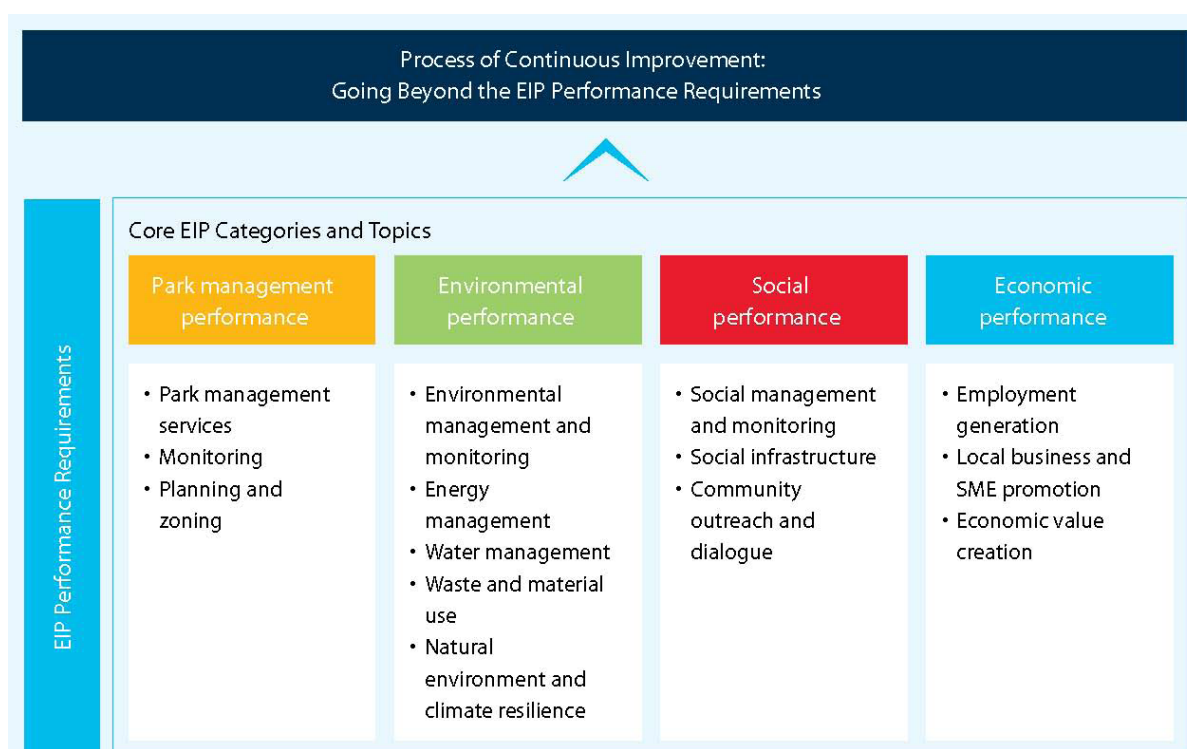 Process of Continuous Improvement:
Going Beyond the EIP Performance Requirements
EIP Performance Requirements
Core EIP Categories and Topics
Park management
performance
• Park management
services
• Monitoring
• Planning and
zoning
Environmental
performance
• Environmental
management and
monitoring
• Energy
management
• Water management
• Waste and material
use
• Natural
environment and
climate resilience
Social
performance
• Social management
and monitoring
• Social infrastructure
• Community
outreach and
dialogue
Economic
performance
• Employment
generation
• Local business and
SME promotion
• Economic value
creation